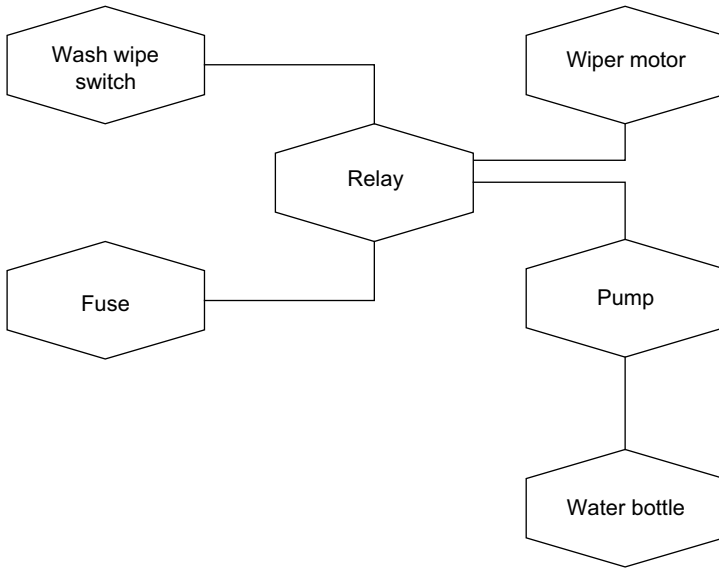 Wash wipe
switch
Wiper motor
Relay
Fuse
Pump
Water bottle